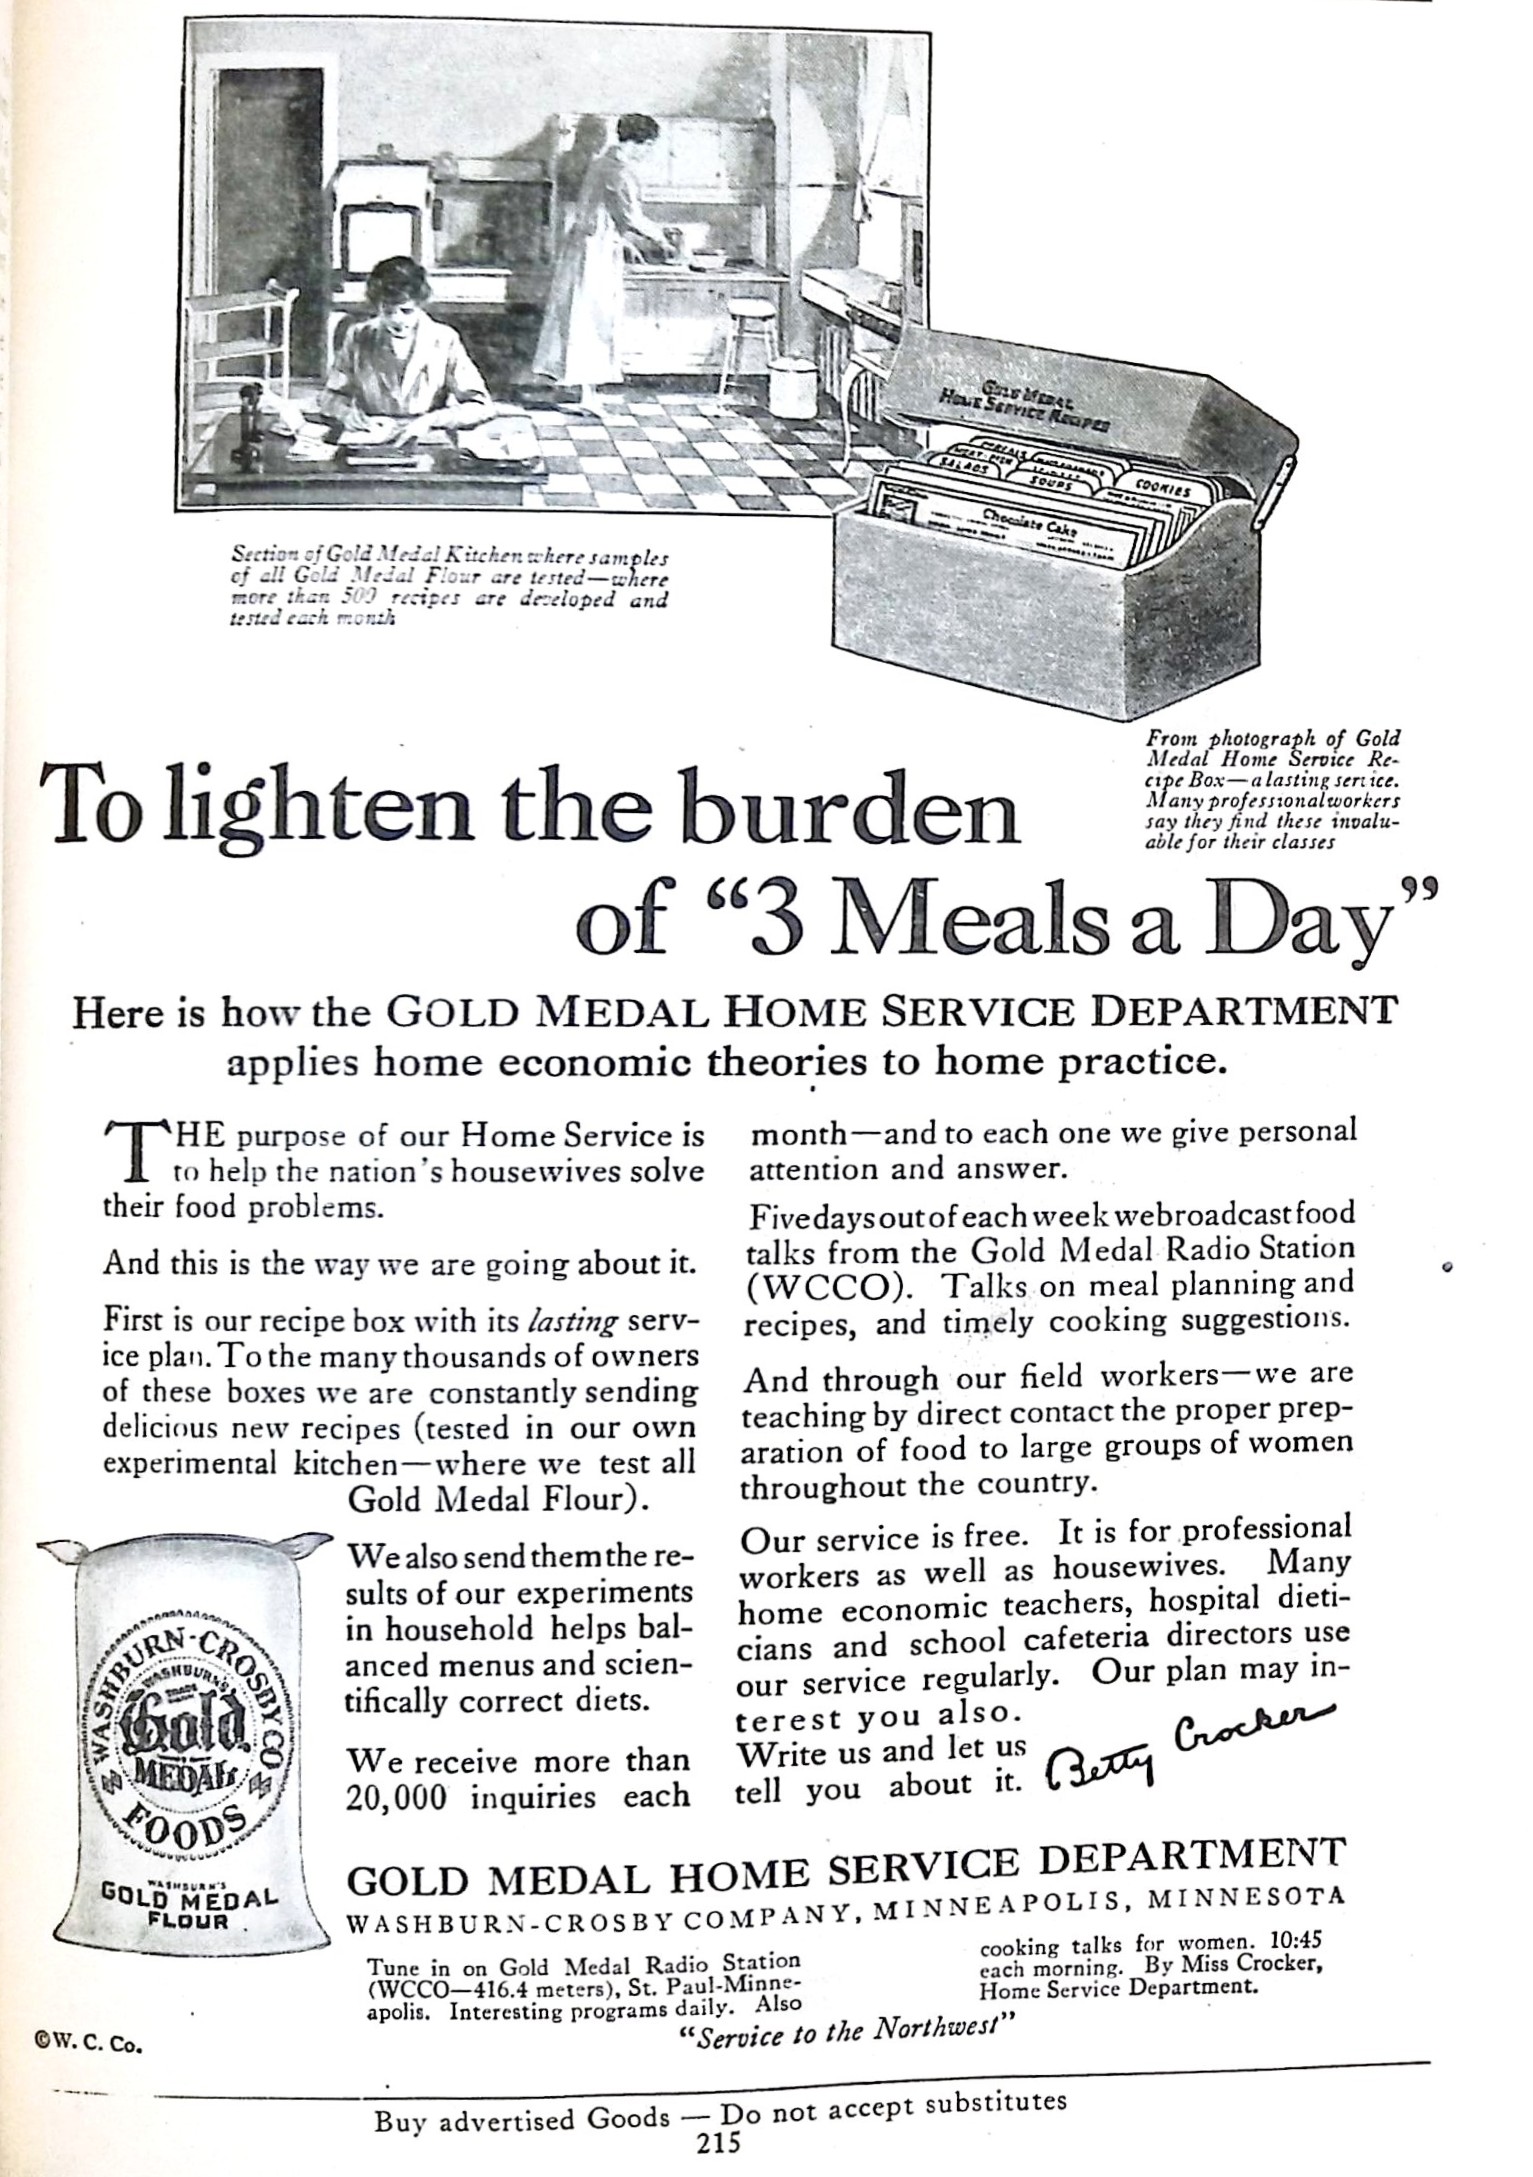 GOLD MEDAL
HOME SERVICE RECIPES
CEREALS
SALADS
SOUPS
COOKIES
Chocolate Cake
Section of Gold Medal Kitchen where samples
of all Gold Medal Flour are tested—where
more than 500 recipes are developed and
tested each month
From photograph of Gold
Medal Home Service Re-
cipe Box—a lasting service.
Many professional workers
say they find these invalu-
able for their classes
To lighten the burden
of “3 Meals a Day”
Here is how the GOLD MEDAL HOME SERVICE DEPARTMENT
applies home economic theories to home practice.
THE purpose of our Home Service is
to help the nation's housewives solve
their food problems.
And this is the way we are going about it.
First is our recipe box with its lasting serv-
ice plan. To the many thousands of owners
of these boxes we are constantly sending
delicious new recipes (tested in our own
experimental kitchen—where we test all
Gold Medal Flour).
We also send them the re-
sults of our experiments
in household helps bal-
anced menus and scien-
tifically correct diets.
We receive more than
20,000 inquiries each
month—and to each one we give personal
attention and answer.
Five days out of each week we broadcast food
talks from the Gold Medal Radio Station
(WCCO). Talks on meal planning and
recipes, and timely cooking suggestions.
And through our field workers—we are
teaching by direct contact the proper prep-
aration of food to large groups of women
throughout the country.
Our service is free. It is for professional
workers as well as housewives. Many
home economic teachers, hospital dieti-
cians and school cafeteria directors use
our service regularly. Our plan may in-
terest you also.
Write us and let us
tell you about it.
Betty Crocker
WASHBURN-CROSBY CO.
WASHBURN'S
Gold
MEDAL
FOODS
WASHBURN'S
GOLD MEDAL
FLOUR
GOLD MEDAL HOME SERVICE DEPARTMENT
WASHBURN-CROSBY COMPANY, MINNEAPOLIS, MINNESOTA
Tune in on Gold Medal Radio Station
(WCCO—416.4 meters), St. Paul-Minne-
apolis. Interesting programs daily. Also
cooking talks for women. 10:45
each morning. By Miss Crocker,
Home Service Department.
“Service to the Northwest”
©W. C. Co.
Buy advertised Goods — Do not accept substitutes
215